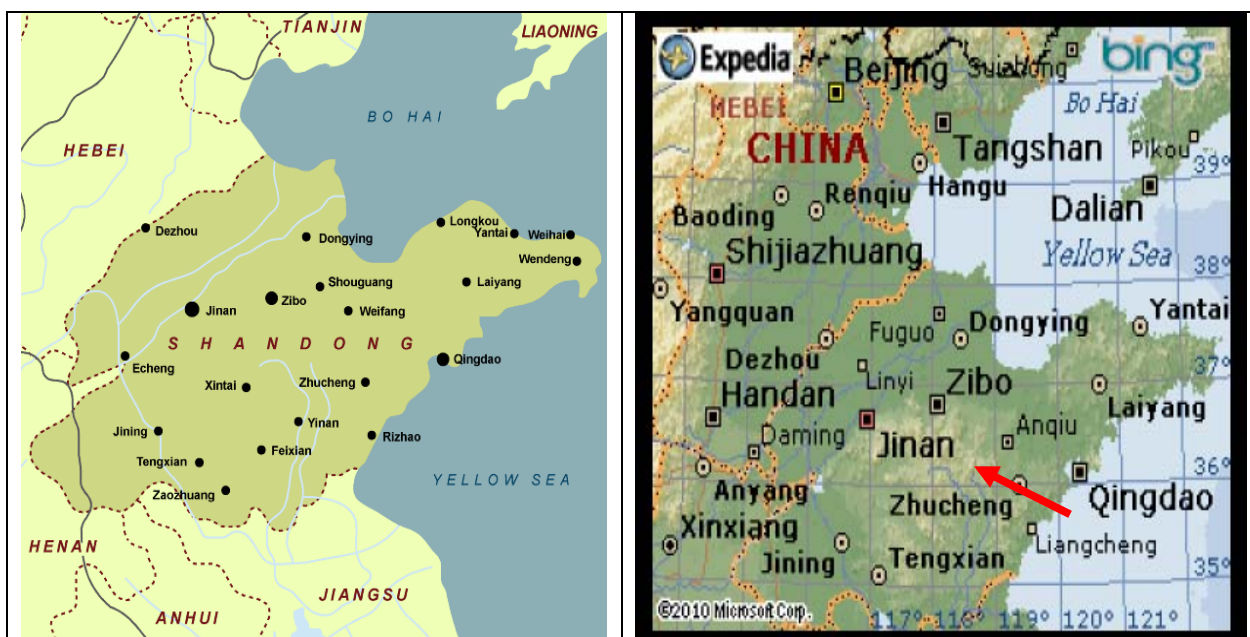 TIANJIN
LIAONING
BO HAI
HEBEI
Dezhou
Longkou
Yantai
Weihai
Dongying
Wendeng
Shouguang
Laiyang
Zibo
Jinan
Weifang
SHANDONG
Qingdao
Echeng
Xintai
Zhucheng
Yinan
Jining
Rizhao
Feixian
Tengxian
Zaozhuang
YELLOW SEA
HENAN
JIANGSU
ANHUI
Expedia
bing
Beijing
HEBEI
Bo Hai
CHINA
Tangshan
Pikou
39°
Hangu
Renqiu
Baoding
Dalian
Shijiazhuang
Yellow Sea
38°
Yangquan
Yantai
Fuguo
Dongying
Dezhou
37°
Linyi
Zibo
Handan
Laiyang
Anqiu
Daming
Jinan
36°
Anyang
Zhucheng
Qingdao
Xinxiang
Liangcheng
Jining
Tengxian
35°
©2010 Microsoft Corp.
117° 118° 119° 120° 121°